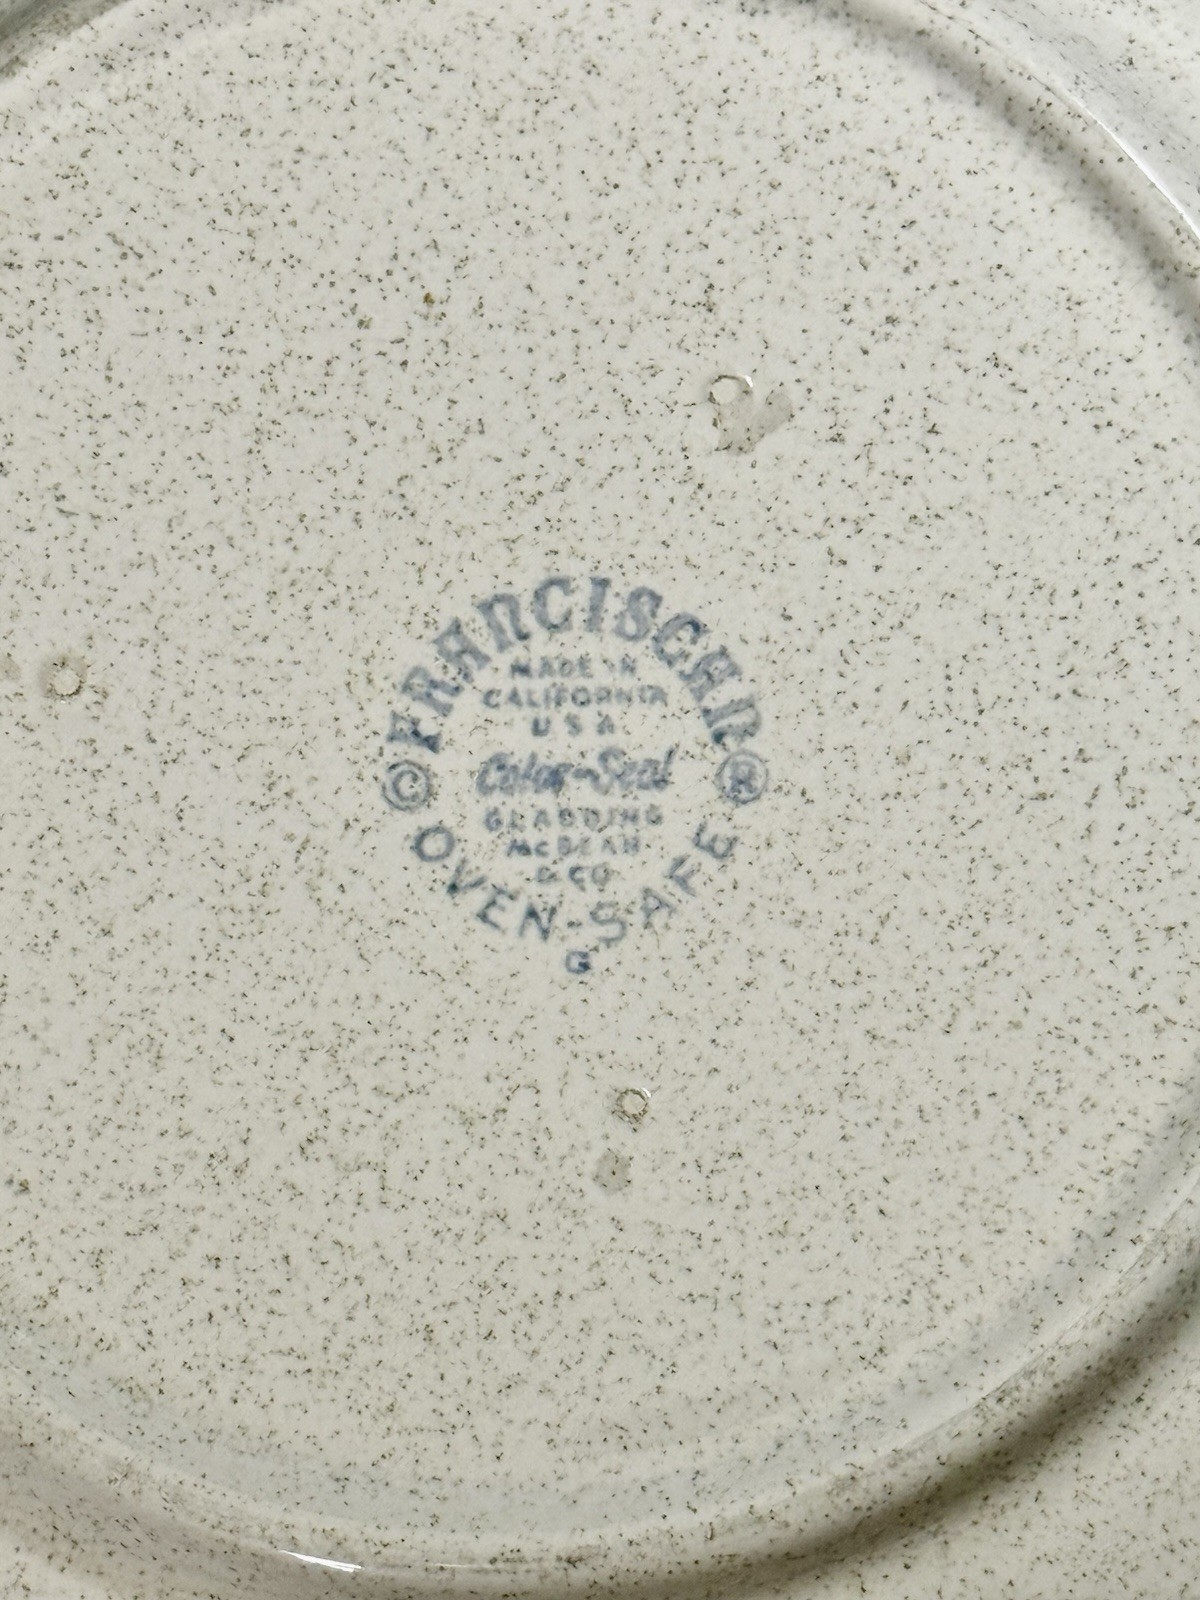 FRANCISCAN
MADE IN
CALIFORNIA
U S A
© Color-Seal ®
GLADDING
McBEAN
& CO
OVEN-SAFE
G